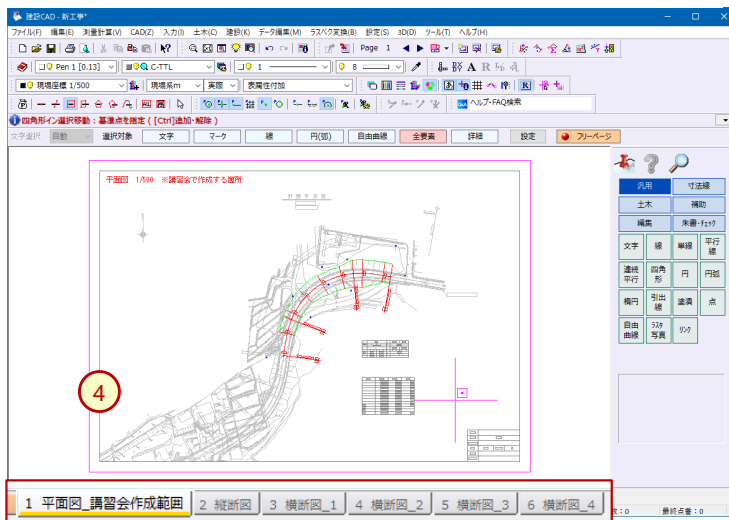 建設CAD - 新工事*
ファイル(F) 編集(E) 測量計算(V) CAD(Z) 入力(I) 土木(C) 建設(K) データ編集(M) ラスベク変換(B) 設定(S) 3D(D) ツール(T) ヘルプ(H)
Page 1
Pen 1 [0.13] C-TTL 1 8
現場座標 1/500 現場系m 実際 表属性付加
ヘルプ・FAQ検索
四角形イン選択移動：基準点を指定 ( [Ctrl]追加・解除 )
文字選択 自動 選択対象 文字 マーク 線 円(弧) 自由曲線 全要素 詳細 設定 フリーページ
平面図 1/500 ※講習会で作成する箇所
計画平面図
汎用 寸法線
土木 補助
編集 朱書・チェック
文字 線 単線 平行線
連続平行 四角形 円 円弧
楕円 引出線 塗潰 点
自由曲線 ラスタ写真 リンク
4
1 平面図_講習会作成範囲 2 縦断図 3 横断図_1 4 横断図_2 5 横断図_3 6 横断図_4
: 0 最終点番 : 0